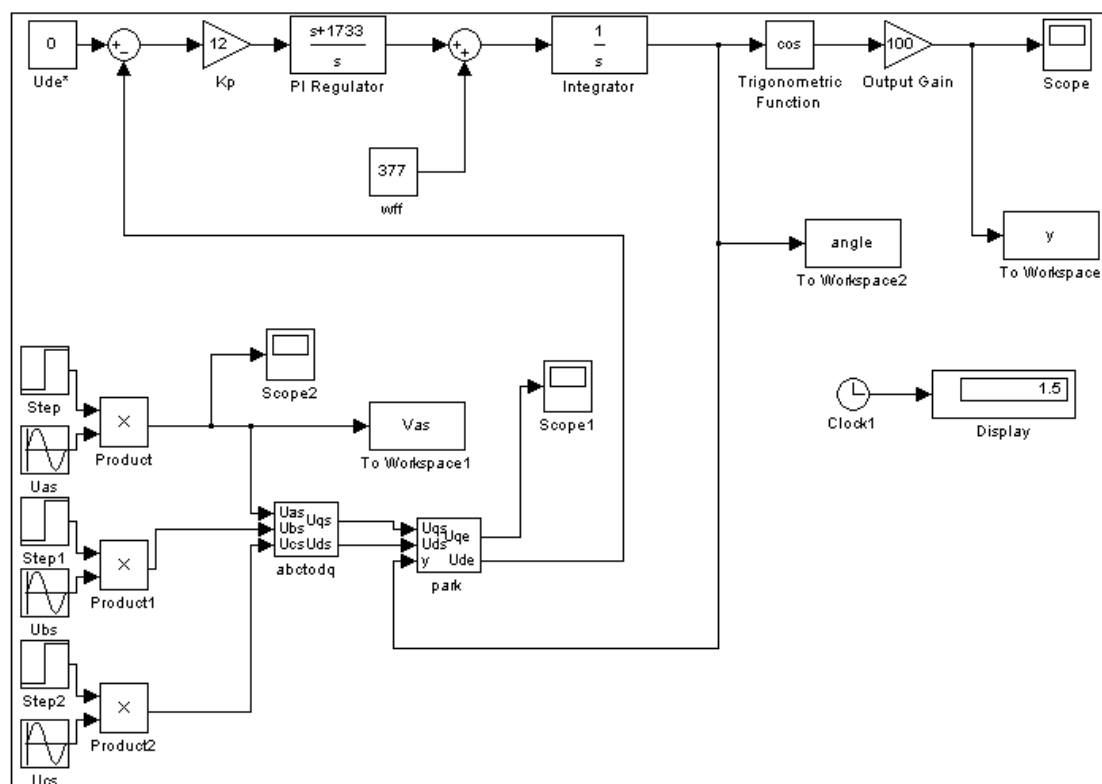 0
Ude*
+
−
12
Kp
s+1733
s
PI Regulator
+
+
1
s
Integrator
cos
Trigonometric
Function
100
Output Gain
Scope
377
wff
angle
To Workspace2
y
To Workspace
Step
Uas
×
Product
Scope2
Vas
To Workspace1
Scope1
Clock1
1.5
Display
Step1
Ubs
×
Product1
Uas
Ubs
Ucs
Uqs
Uds
abctodq
Uqs
Uds
y
Uqe
Ude
park
Step2
×
Product2
Ucs